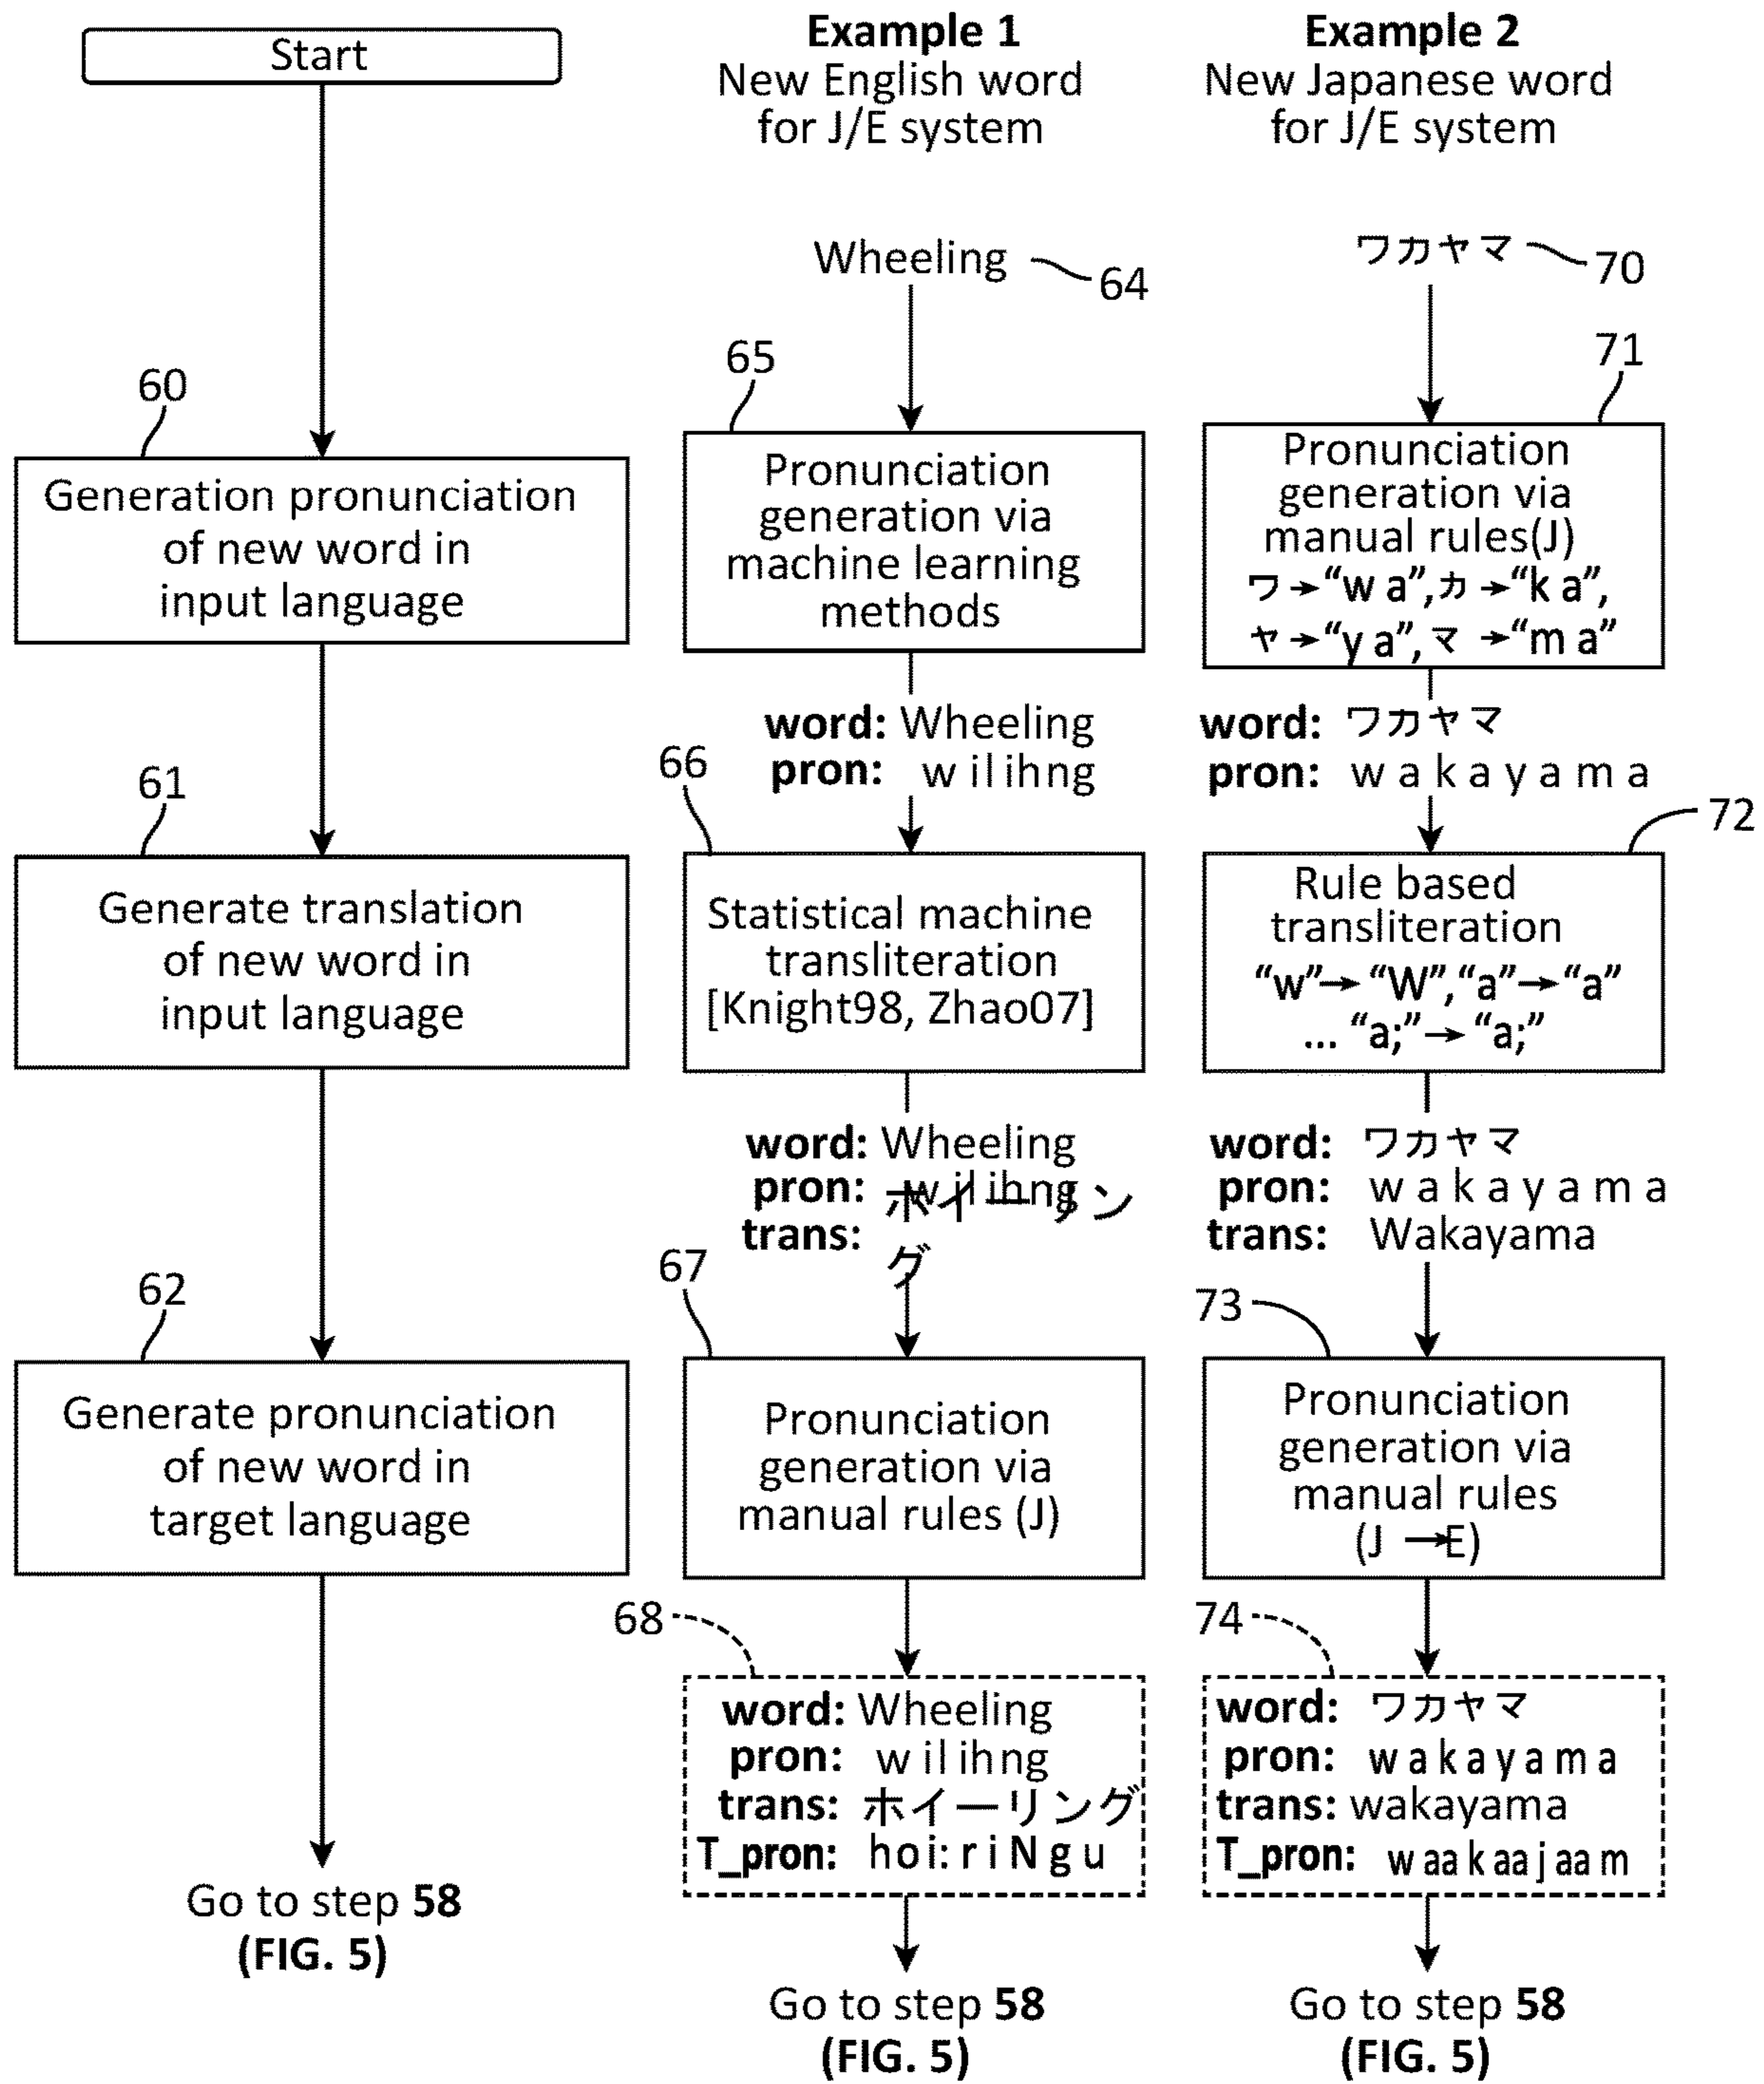 Start
60
Generation pronunciation
of new word in
input language
61
Generate translation
of new word in
input language
62
Generate pronunciation
of new word in
target language
Go to step 58
(FIG. 5)
Example 1
New English word
for J/E system
Wheeling
64
65
Pronunciation
generation via
machine learning
methods
word: Wheeling
pron: w il ihng
66
Statistical machine
transliteration
[Knight98, Zhao07]
word: Wheeling
pron: w il ihng
trans: ホイーリン
グ
67
Pronunciation
generation via
manual rules (J)
68
word: Wheeling
pron: w il ihng
trans: ホイーリング
T_pron: h o i: r i N g u
Go to step 58
(FIG. 5)
Example 2
New Japanese word
for J/E system
ワカヤマ
70
71
Pronunciation
generation via
manual rules(J)
ワ→“w a”,カ→“k a”,
ヤ→“y a”,マ→“m a”
word: ワカヤマ
pron: w a k a y a m a
72
Rule based
transliteration
“w”→“W”,“a”→“a”
... “a;”→“a;”
word: ワカヤマ
pron: w a k a y a m a
trans: Wakayama
73
Pronunciation
generation via
manual rules
(J →E)
74
word: ワカヤマ
pron: w a k a y a m a
trans: wakayama
T_pron: w aa k aa j aa m
Go to step 58
(FIG. 5)